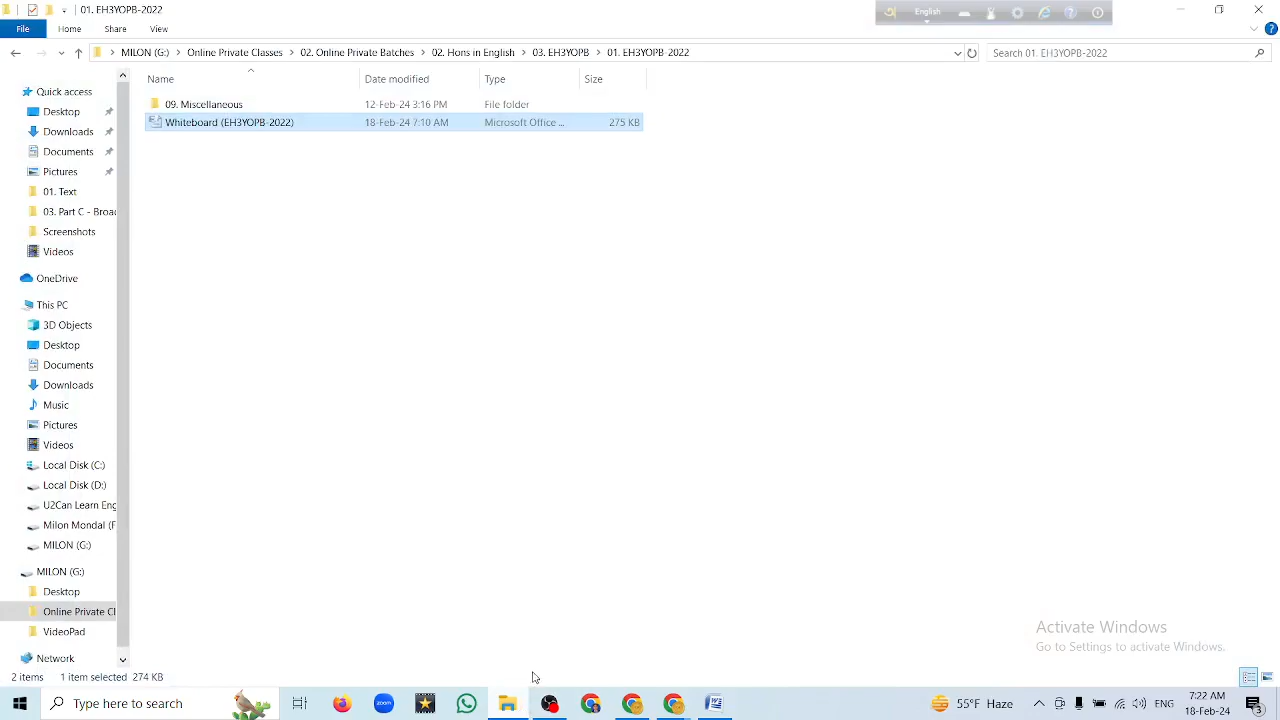 01. EH3YOPB-2022
English
File Home Share View
MILON (G:) Online Private Classes 02. Online Private Batches 02. Hons in English 03. EH3YOPB 01. EH3YOPB-2022
Search 01. EH3YOPB-2022
Name Date modified Type Size
09. Miscellaneous 12-Feb-24 3:16 PM File folder
Whiteboard (EH3YOPB-2022) 18-Feb-24 7:10 AM Microsoft Office ... 275 KB
Quick access
Desktop
Downloads
Documents
Pictures
01. Text
03. Part C - Broa
Screenshots
Videos
OneDrive
This PC
3D Objects
Desktop
Documents
Downloads
Music
Pictures
Videos
Local Disk (C:)
Local Disk (D:)
U2Can Learn Eng
Milon Mondal (F
MILON (G:)
MILON (G:)
Desktop
Online Private Cl
VideoPad
Network
Activate Windows
Go to Settings to activate Windows.
2 items 1 item selected 274 KB
Type here to search
zoom
55°F Haze
ENG
7:22 AM
18-Feb-24
3